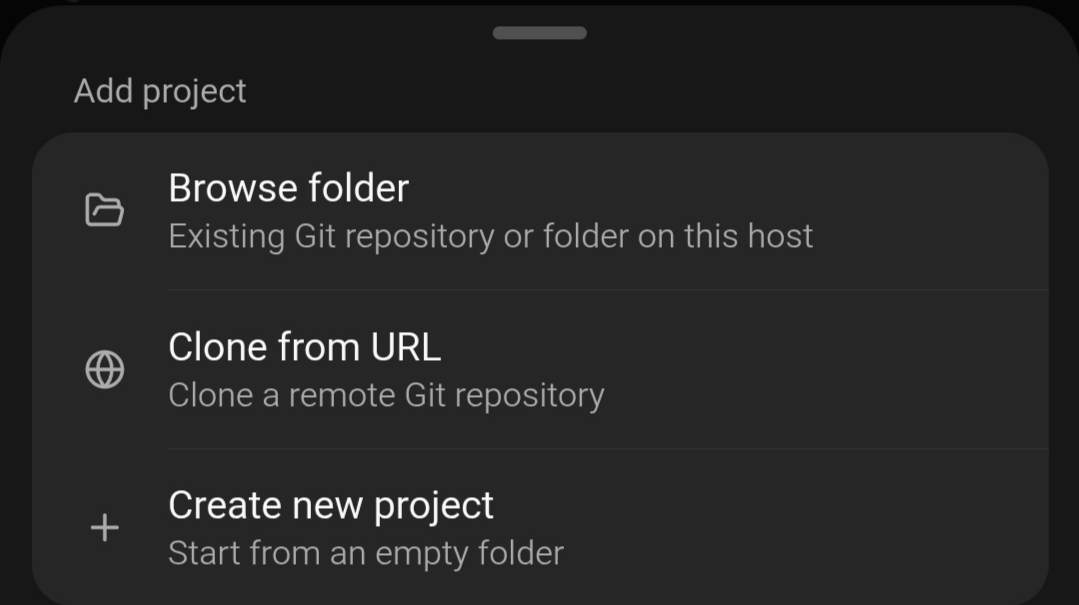 Add project
Browse folder
Existing Git repository or folder on this host
Clone from URL
Clone a remote Git repository
Create new project
Start from an empty folder